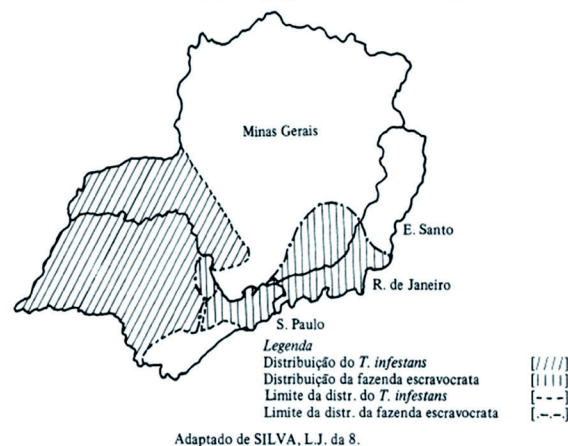 Minas Gerais
E. Santo
R. de Janeiro
S. Paulo
Legenda
Distribuição do T. infestans [////]
Distribuição da fazenda escravocrata [||||]
Limite da distr. do T. infestans [---]
Limite da distr. da fazenda escravocrata [.-.-.]
Adaptado de SILVA, L.J. da 8.